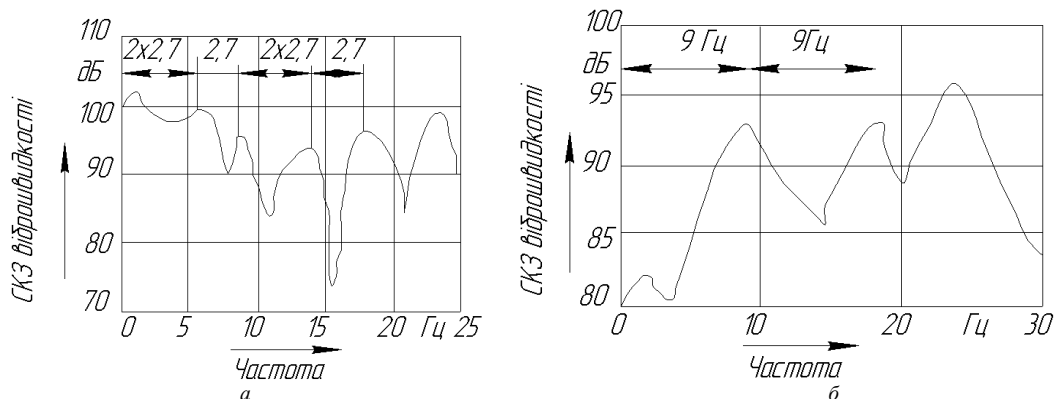 110
2х2,7 2,7 2х2,7 2,7
дБ
100
90
80
70
0 5 10 15 20 Гц 25
СКЗ віброшвидкості
Частота
а
100
9 Гц 9Гц
дБ
95
90
85
80
0 10 20 Гц 30
СКЗ віброшвидкості
Частота
б